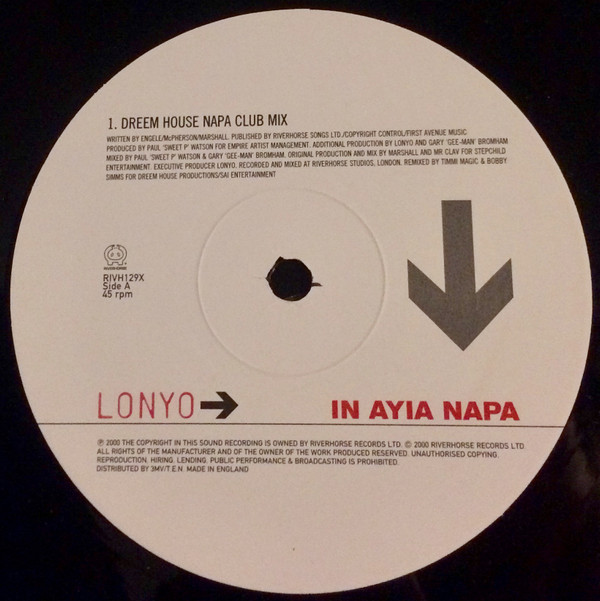 1. DREEM HOUSE NAPA CLUB MIX
WRITTEN BY ENGELE/McPHERSON/MARSHALL. PUBLISHED BY RIVERHORSE SONGS LTD./COPYRIGHT CONTROL/FIRST AVENUE MUSIC
PRODUCED BY PAUL 'SWEET P' WATSON FOR EMPIRE ARTIST MANAGEMENT. ADDITIONAL PRODUCTION BY LONYO AND GARY 'GEE-MAN' BROMHAM
MIXED BY PAUL 'SWEET P' WATSON & GARY 'GEE-MAN' BROMHAM. ORIGINAL PRODUCTION AND MIX BY MARSHALL AND MR CLAV FOR STEPCHILD
ENTERTAINMENT. EXECUTIVE PRODUCER LONYO. RECORDED AND MIXED AT RIVERHORSE STUDIOS, LONDON. REMIXED BY TIMMI MAGIC & BOBBY
SIMMS FOR DREEM HOUSE PRODUCTIONS/SAI ENTERTAINMENT
RIVH129X
Side A
45 rpm
LONYO IN AYIA NAPA
℗ 2000 THE COPYRIGHT IN THIS SOUND RECORDING IS OWNED BY RIVERHORSE RECORDS LTD. © 2000 RIVERHORSE RECORDS LTD.
ALL RIGHTS OF THE MANUFACTURER AND OF THE OWNER OF THE WORK PRODUCED RESERVED. UNAUTHORISED COPYING.
REPRODUCTION. HIRING. LENDING. PUBLIC PERFORMANCE & BROADCASTING IS PROHIBITED.
DISTRIBUTED BY 3MV/T.E.N. MADE IN ENGLAND